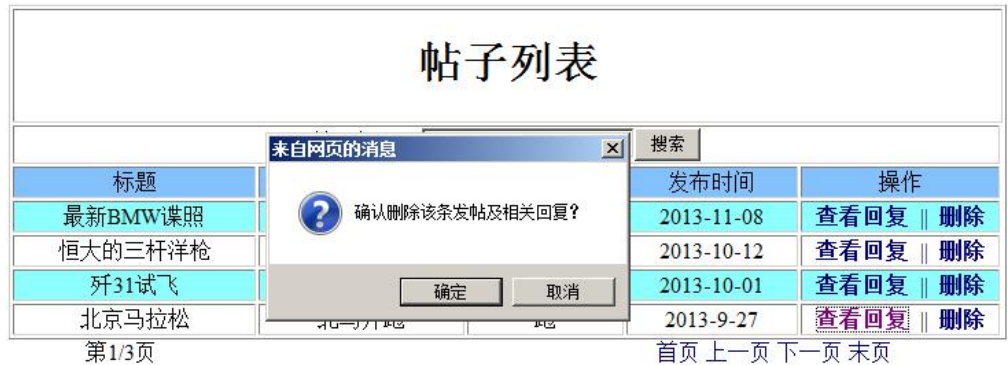 帖子列表
搜索
来自网页的消息
确认删除该条发帖及相关回复?
确定 取消
标题 发布时间 操作
最新BMW谍照 2013-11-08 查看回复 || 删除
恒大的三杆洋枪 2013-10-12 查看回复 || 删除
歼31试飞 2013-10-01 查看回复 || 删除
北京马拉松 2013-9-27 查看回复 || 删除
第1/3页 首页 上一页 下一页 末页